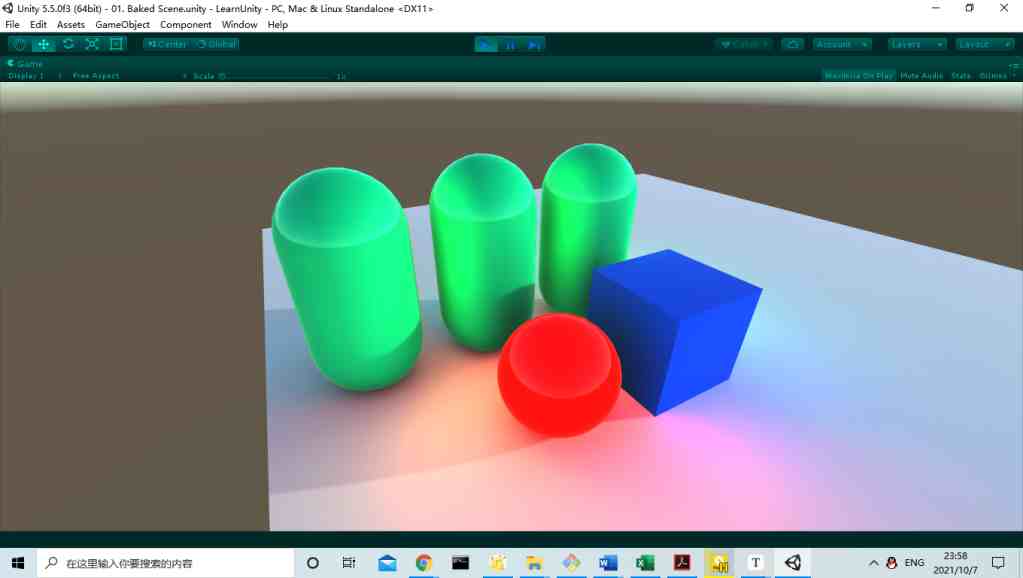 Unity 5.5.0f3 (64bit) - 01. Baked Scene.unity - LearnUnity - PC, Mac & Linux Standalone <DX11>
File Edit Assets GameObject Component Window Help
Center Global Collab Account Layers Layout
Game
Display 1 Free Aspect Scale 1x Maximize On Play Mute Audio Stats Gizmos
在这里输入你要搜索的内容 ENG 23:58
2021/10/7